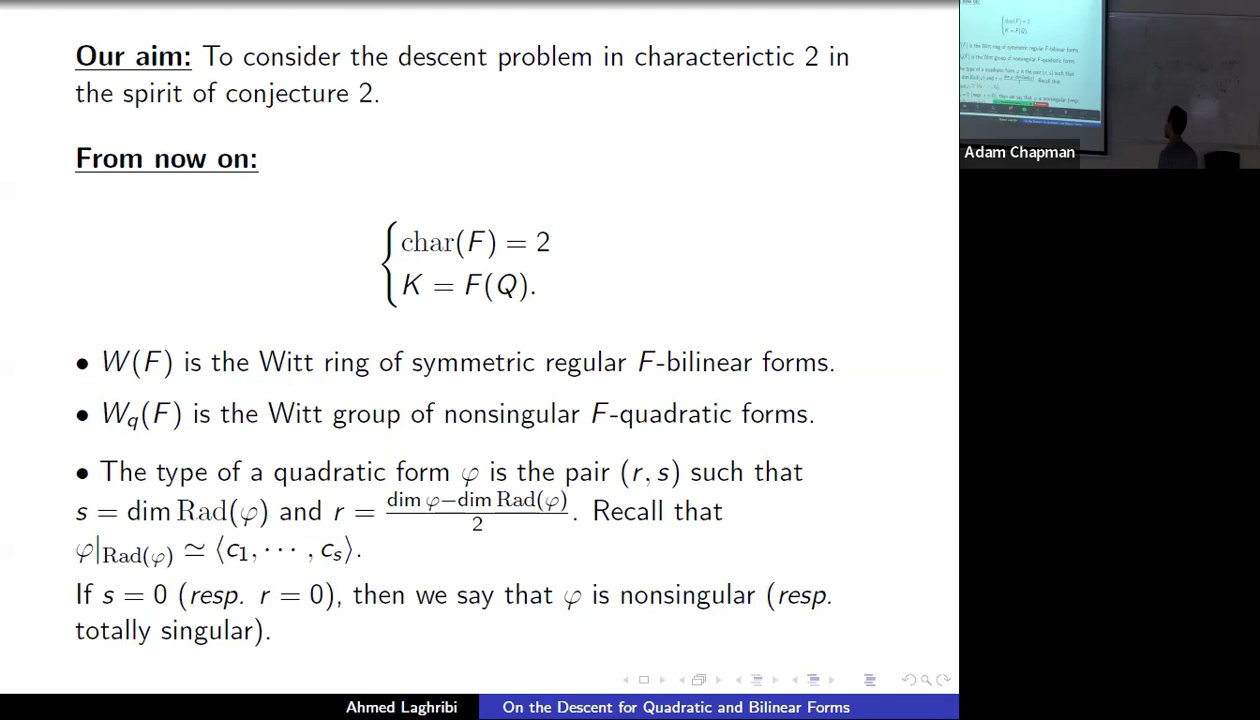 Our aim: To consider the descent problem in characterictic 2 in
the spirit of conjecture 2.
From now on:
char(F) = 2
K = F(Q).
• W(F) is the Witt ring of symmetric regular F-bilinear forms.
• W_q(F) is the Witt group of nonsingular F-quadratic forms.
• The type of a quadratic form φ is the pair (r, s) such that
s = dim Rad(φ) and r = \frac{dim φ−dim Rad(φ)}{2}. Recall that
φ|_{Rad(φ)} ≃ ⟨c_1, ⋯ , c_s⟩.
If s = 0 (resp. r = 0), then we say that φ is nonsingular (resp.
totally singular).
Ahmed Laghribi On the Descent for Quadratic and Bilinear Forms
Adam Chapman